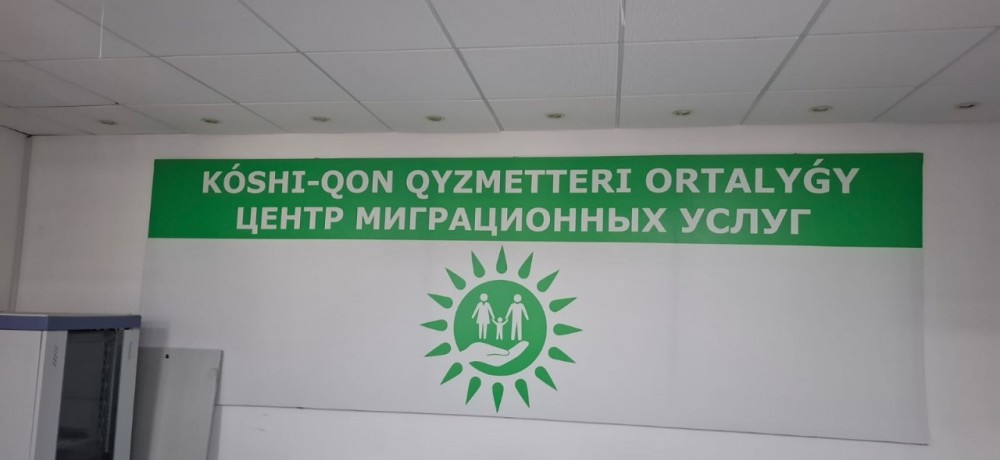 KÓSHI-QON QYZMETTERI ORTALYǴY
ЦЕНТР МИГРАЦИОННЫХ УСЛУГ